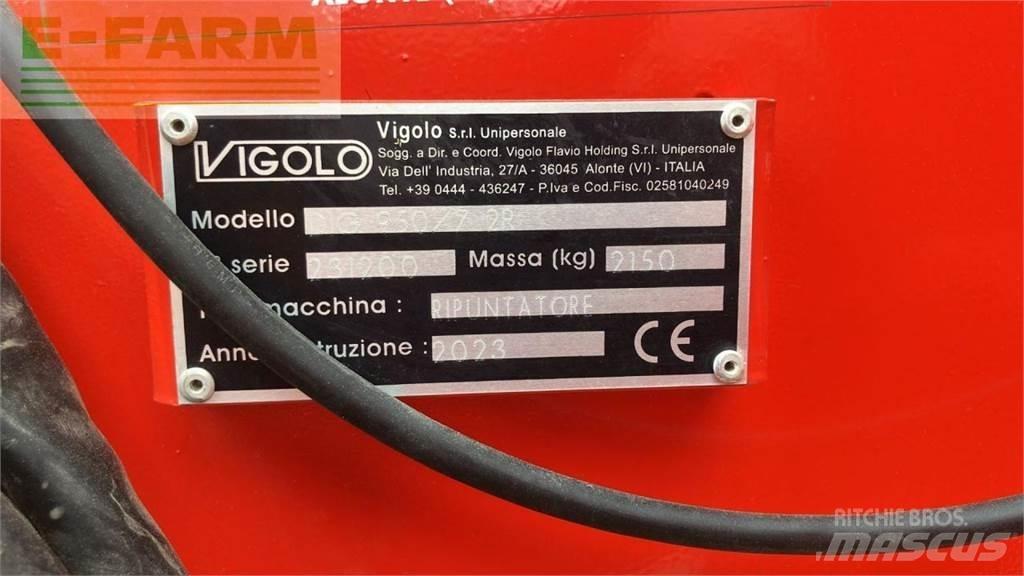 E-FARM
VIGOLO
Vigolo S.r.l. Unipersonale
Sogg. a Dir. e Coord. Vigolo Flavio Holding S.r.l. Unipersonale
Via Dell' Industria, 27/A - 36045 Alonte (VI) - ITALIA
Tel. +39 0444 - 436247 - P.Iva e Cod.Fisc. 02581040249
Modello
serie 231200 Massa (kg) 2150
macchina : RIPUNTATORE
Anno truzione : 2023 CE
RITCHIE BROS.
MASCUS